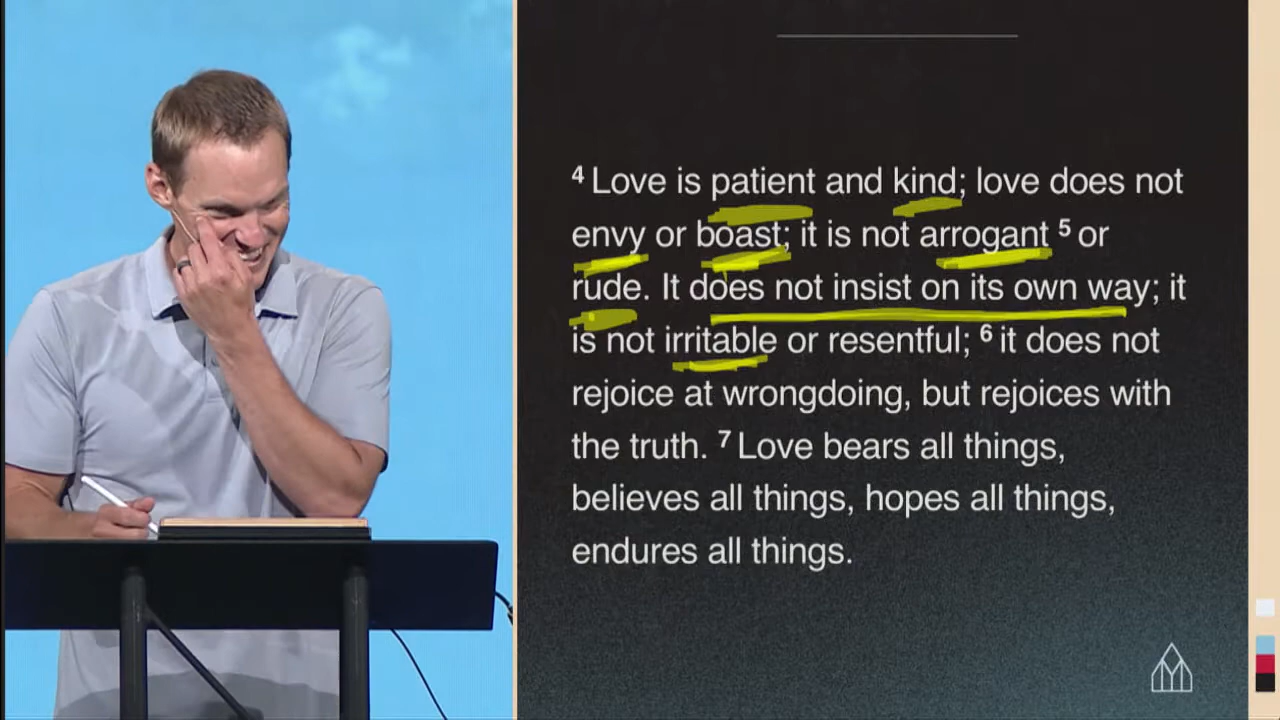 ⁴ Love is patient and kind; love does not
envy or boast; it is not arrogant ⁵ or
rude. It does not insist on its own way; it
is not irritable or resentful; ⁶ it does not
rejoice at wrongdoing, but rejoices with
the truth. ⁷ Love bears all things,
believes all things, hopes all things,
endures all things.